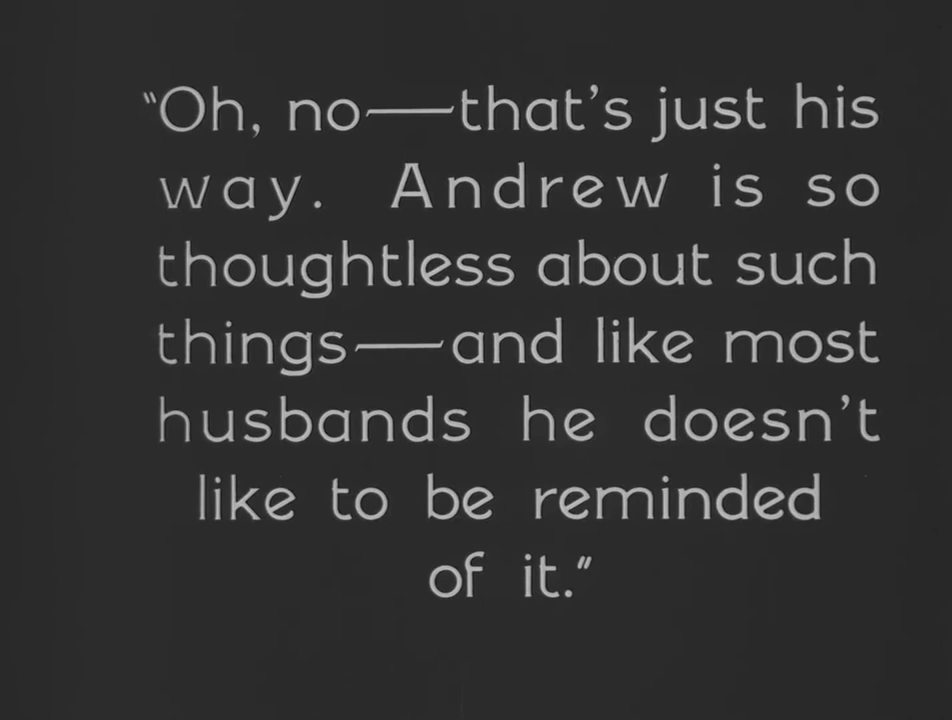 “Oh, no—that’s just his
way. Andrew is so
thoughtless about such
things—and like most
husbands he doesn’t
like to be reminded
of it.”